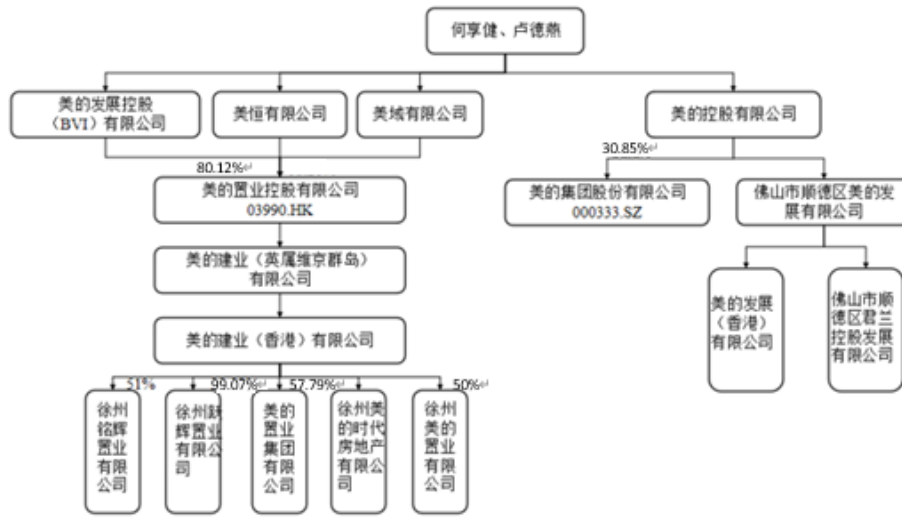 何享健、卢德燕
美的发展控股
（BVI）有限公司
美恒有限公司
美域有限公司
美的控股有限公司
80.12%
30.85%
美的置业控股有限公司
03990.HK
美的集团股份有限公司
000333.SZ
佛山市顺德区美的发
展有限公司
美的建业（英属维京群岛）
有限公司
美的发展
（香港）有
限公司
佛山市顺
德区君兰
控股发展
有限公司
美的建业（香港）有限公司
51%
99.07%
57.79%
50%
徐州
铭辉
置业
有限
公司
徐州
辉置业
有限公
司
美的
置业
集团
有限
公司
徐州美
的时代
房地产
有限公
司
徐州
美的
置业
有限
公司